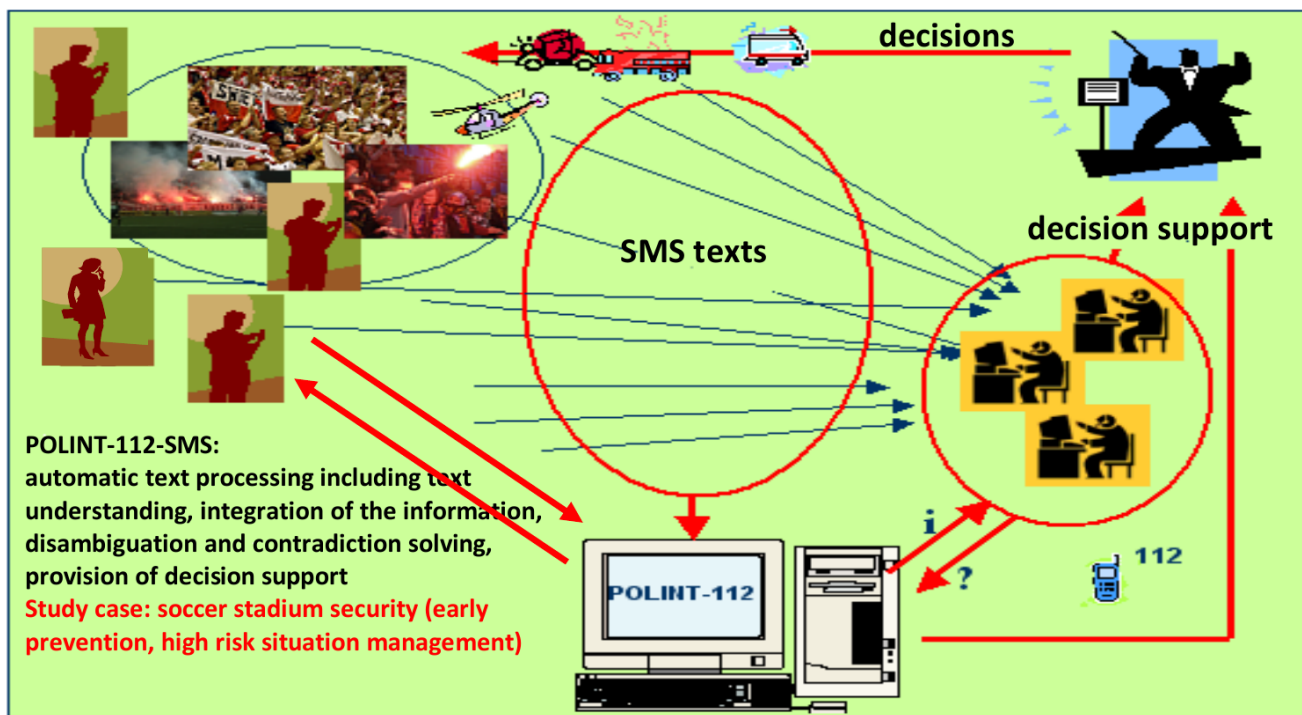 decisions
decision support
SMS texts
POLINT-112-SMS:
automatic text processing including text
understanding, integration of the information,
disambiguation and contradiction solving,
provision of decision support
Study case: soccer stadium security (early
prevention, high risk situation management)
POLINT-112
i
?
112